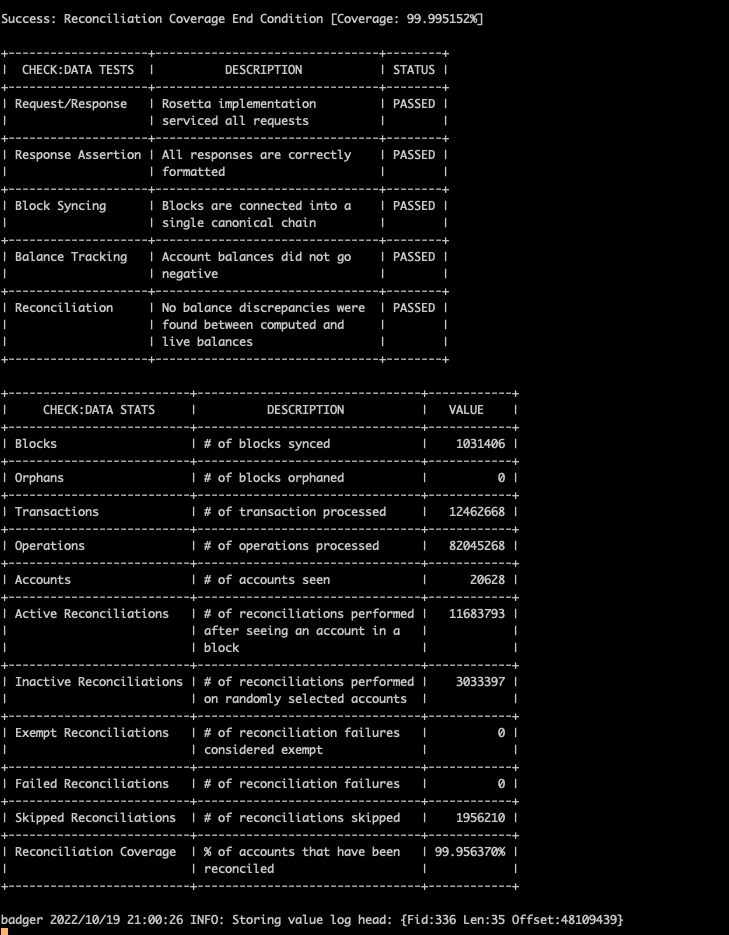 Success: Reconciliation Coverage End Condition [Coverage: 99.995152%]
+--------------------+--------------------------------+--------+
| CHECK:DATA TESTS | DESCRIPTION | STATUS |
+--------------------+--------------------------------+--------+
| Request/Response | Rosetta implementation | PASSED |
| | serviced all requests | |
+--------------------+--------------------------------+--------+
| Response Assertion | All responses are correctly | PASSED |
| | formatted | |
+--------------------+--------------------------------+--------+
| Block Syncing | Blocks are connected into a | PASSED |
| | single canonical chain | |
+--------------------+--------------------------------+--------+
| Balance Tracking | Account balances did not go | PASSED |
| | negative | |
+--------------------+--------------------------------+--------+
| Reconciliation | No balance discrepancies were | PASSED |
| | found between computed and | |
| | live balances | |
+--------------------+--------------------------------+--------+
+--------------------------+--------------------------------+------------+
| CHECK:DATA STATS | DESCRIPTION | VALUE |
+--------------------------+--------------------------------+------------+
| Blocks | # of blocks synced | 1031406 |
+--------------------------+--------------------------------+------------+
| Orphans | # of blocks orphaned | 0 |
+--------------------------+--------------------------------+------------+
| Transactions | # of transaction processed | 12462668 |
+--------------------------+--------------------------------+------------+
| Operations | # of operations processed | 82045268 |
+--------------------------+--------------------------------+------------+
| Accounts | # of accounts seen | 20628 |
+--------------------------+--------------------------------+------------+
| Active Reconciliations | # of reconciliations performed | 11683793 |
| | after seeing an account in a | |
| | block | |
+--------------------------+--------------------------------+------------+
| Inactive Reconciliations | # of reconciliations performed | 3033397 |
| | on randomly selected accounts | |
+--------------------------+--------------------------------+------------+
| Exempt Reconciliations | # of reconciliation failures | 0 |
| | considered exempt | |
+--------------------------+--------------------------------+------------+
| Failed Reconciliations | # of reconciliation failures | 0 |
+--------------------------+--------------------------------+------------+
| Skipped Reconciliations | # of reconciliations skipped | 1956210 |
+--------------------------+--------------------------------+------------+
| Reconciliation Coverage | % of accounts that have been | 99.956370% |
| | reconciled | |
+--------------------------+--------------------------------+------------+
badger 2022/10/19 21:00:26 INFO: Storing value log head: {Fid:336 Len:35 Offset:48109439}